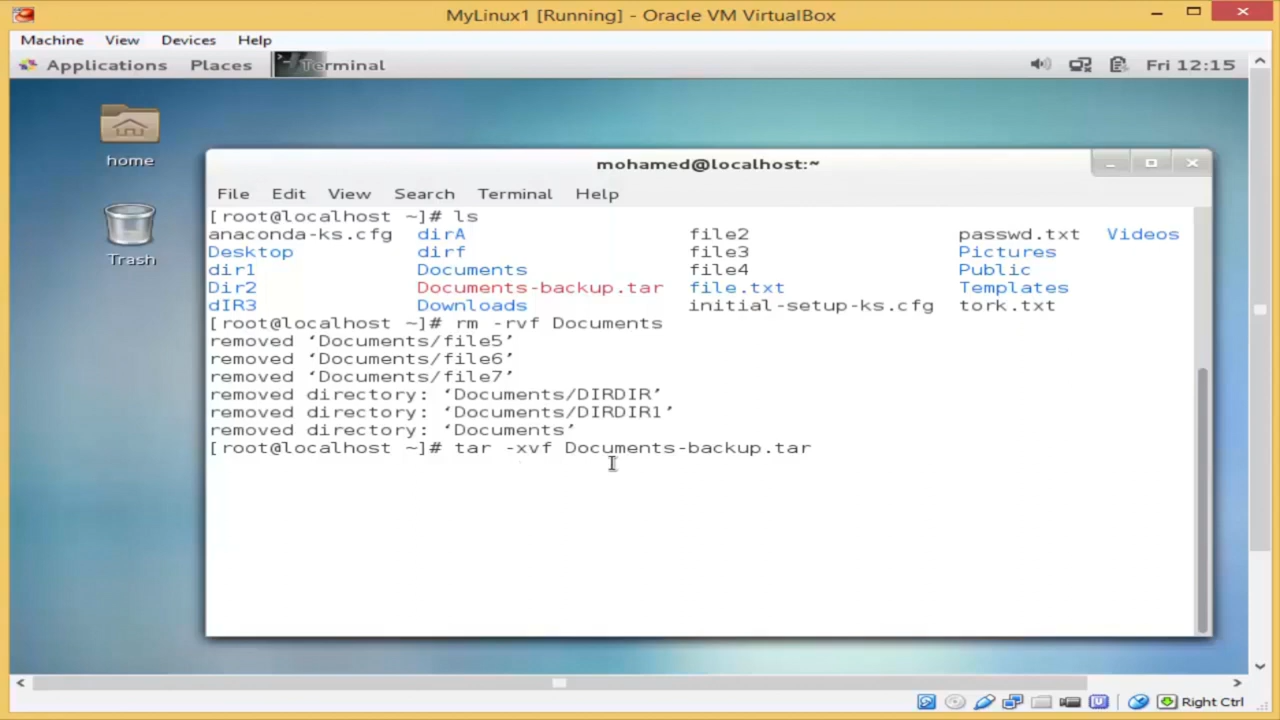 MyLinux1 [Running] - Oracle VM VirtualBox
Machine View Devices Help
Applications Places Terminal Fri 12:15
home
Trash
mohamed@localhost:~
File Edit View Search Terminal Help
[root@localhost ~]# ls
anaconda-ks.cfg dirA file2 passwd.txt Videos
Desktop dirf file3 Pictures
dir1 Documents file4 Public
Dir2 Documents-backup.tar file.txt Templates
dIR3 Downloads initial-setup-ks.cfg tork.txt
[root@localhost ~]# rm -rvf Documents
removed ‘Documents/file5’
removed ‘Documents/file6’
removed ‘Documents/file7’
removed directory: ‘Documents/DIRDIR’
removed directory: ‘Documents/DIRDIR1’
removed directory: ‘Documents’
[root@localhost ~]# tar -xvf Documents-backup.tar
Right Ctrl